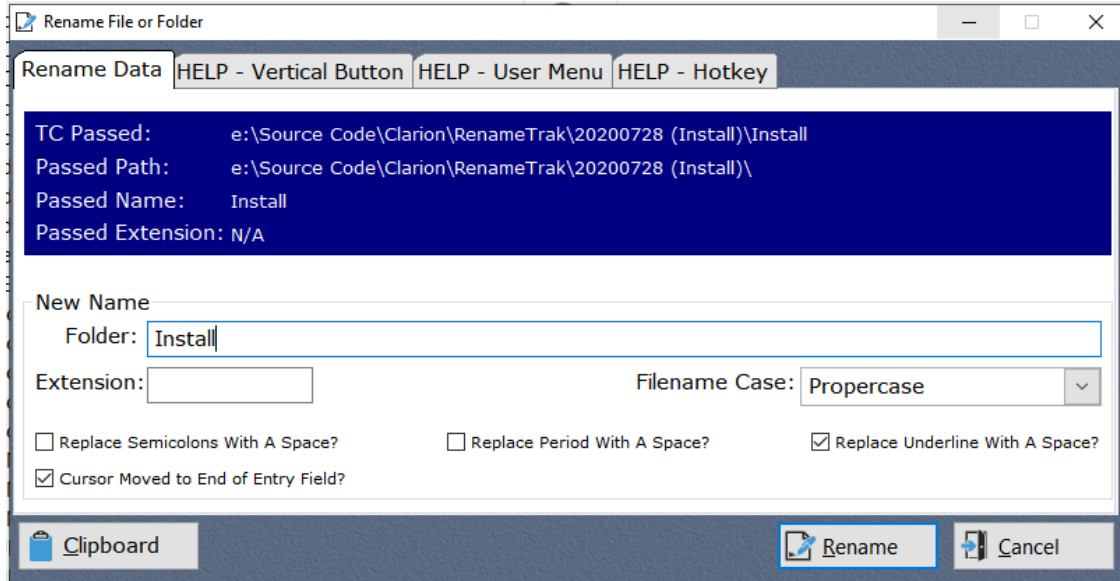 Rename File or Folder
Rename Data HELP - Vertical Button HELP - User Menu HELP - Hotkey
TC Passed: e:\Source Code\Clarion\RenameTrak\20200728 (Install)\Install
Passed Path: e:\Source Code\Clarion\RenameTrak\20200728 (Install)\
Passed Name: Install
Passed Extension: N/A
New Name
Folder: Install
Extension: Filename Case: Propercase
Replace Semicolons With A Space? Replace Period With A Space? Replace Underline With A Space?
Cursor Moved to End of Entry Field?
Clipboard Rename Cancel